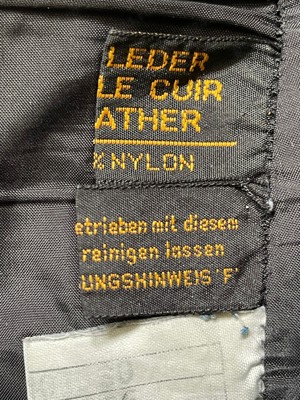 LEDER
LE CUIR
ATHER
% NYLON
etrieben mit diesem
reinigen lassen
UNGSHINWEIS 'F'